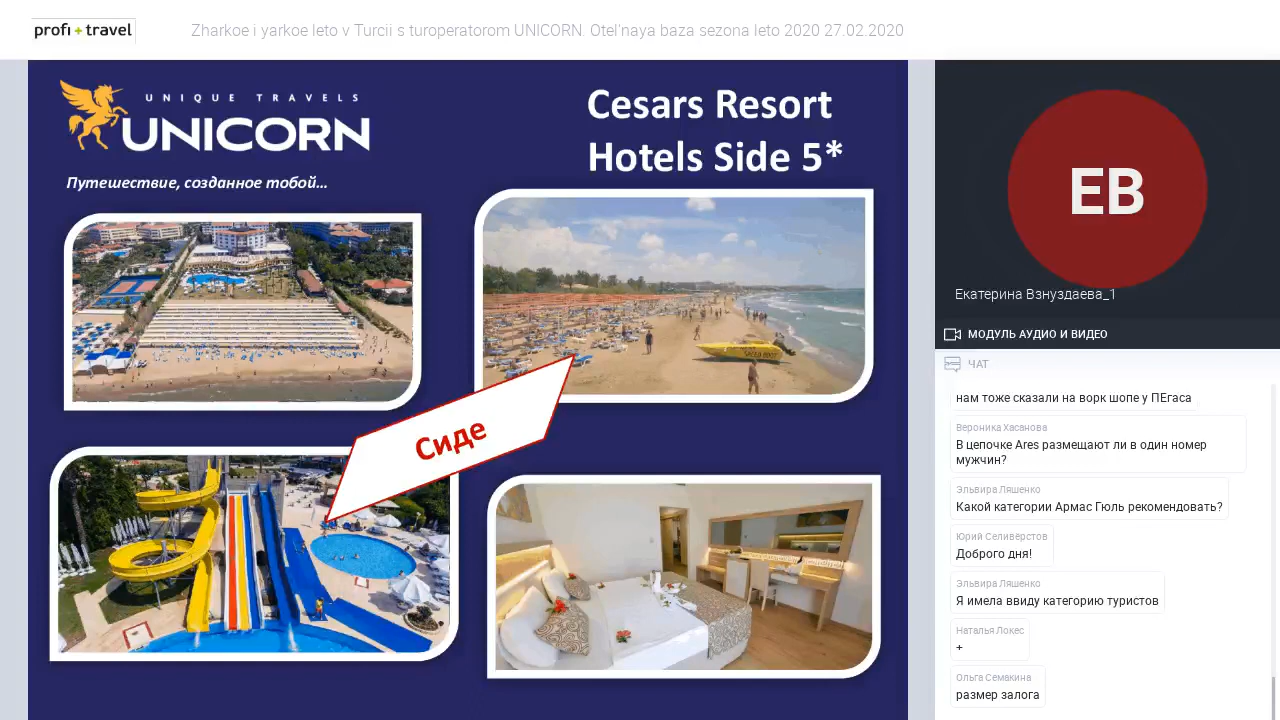 profi + travel
Zharkoe i yarkoe leto v Turcii s turoperatorom UNICORN. Otel'naya baza sezona leto 2020 27.02.2020
UNIQUE TRAVELS
UNICORN
Путешествие, созданное тобой...
Cesars Resort
Hotels Side 5*
Сиде
EB
Екатерина Взнуздаева_1
МОДУЛЬ АУДИО И ВИДЕО
ЧАТ
нам тоже сказали на ворк шопе у ПЕгаса
Вероника Хасанова
В цепочке Ares размещают ли в один номер
мужчин?
Эльвира Ляшенко
Какой категории Армас Гюль рекомендовать?
Юрий Селивёрстов
Доброго дня!
Эльвира Ляшенко
Я имела ввиду категорию туристов
Наталья Локес
+
Ольга Семакина
размер залога